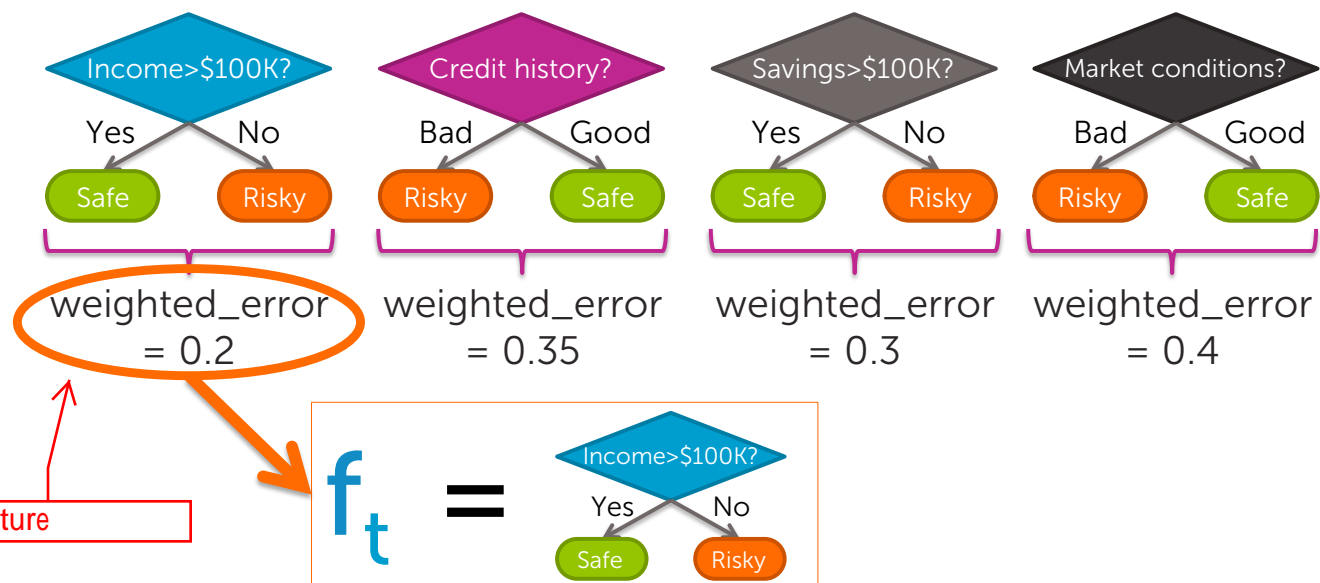 Income>$100K? Credit history? Savings>$100K? Market conditions?
Yes No Bad Good Yes No Bad Good
Safe Risky Risky Safe Safe Risky Risky Safe
weighted_error weighted_error weighted_error weighted_error
= 0.2 = 0.35 = 0.3 = 0.4
Income>$100K?
ft =
Yes No
ture
Safe Risky